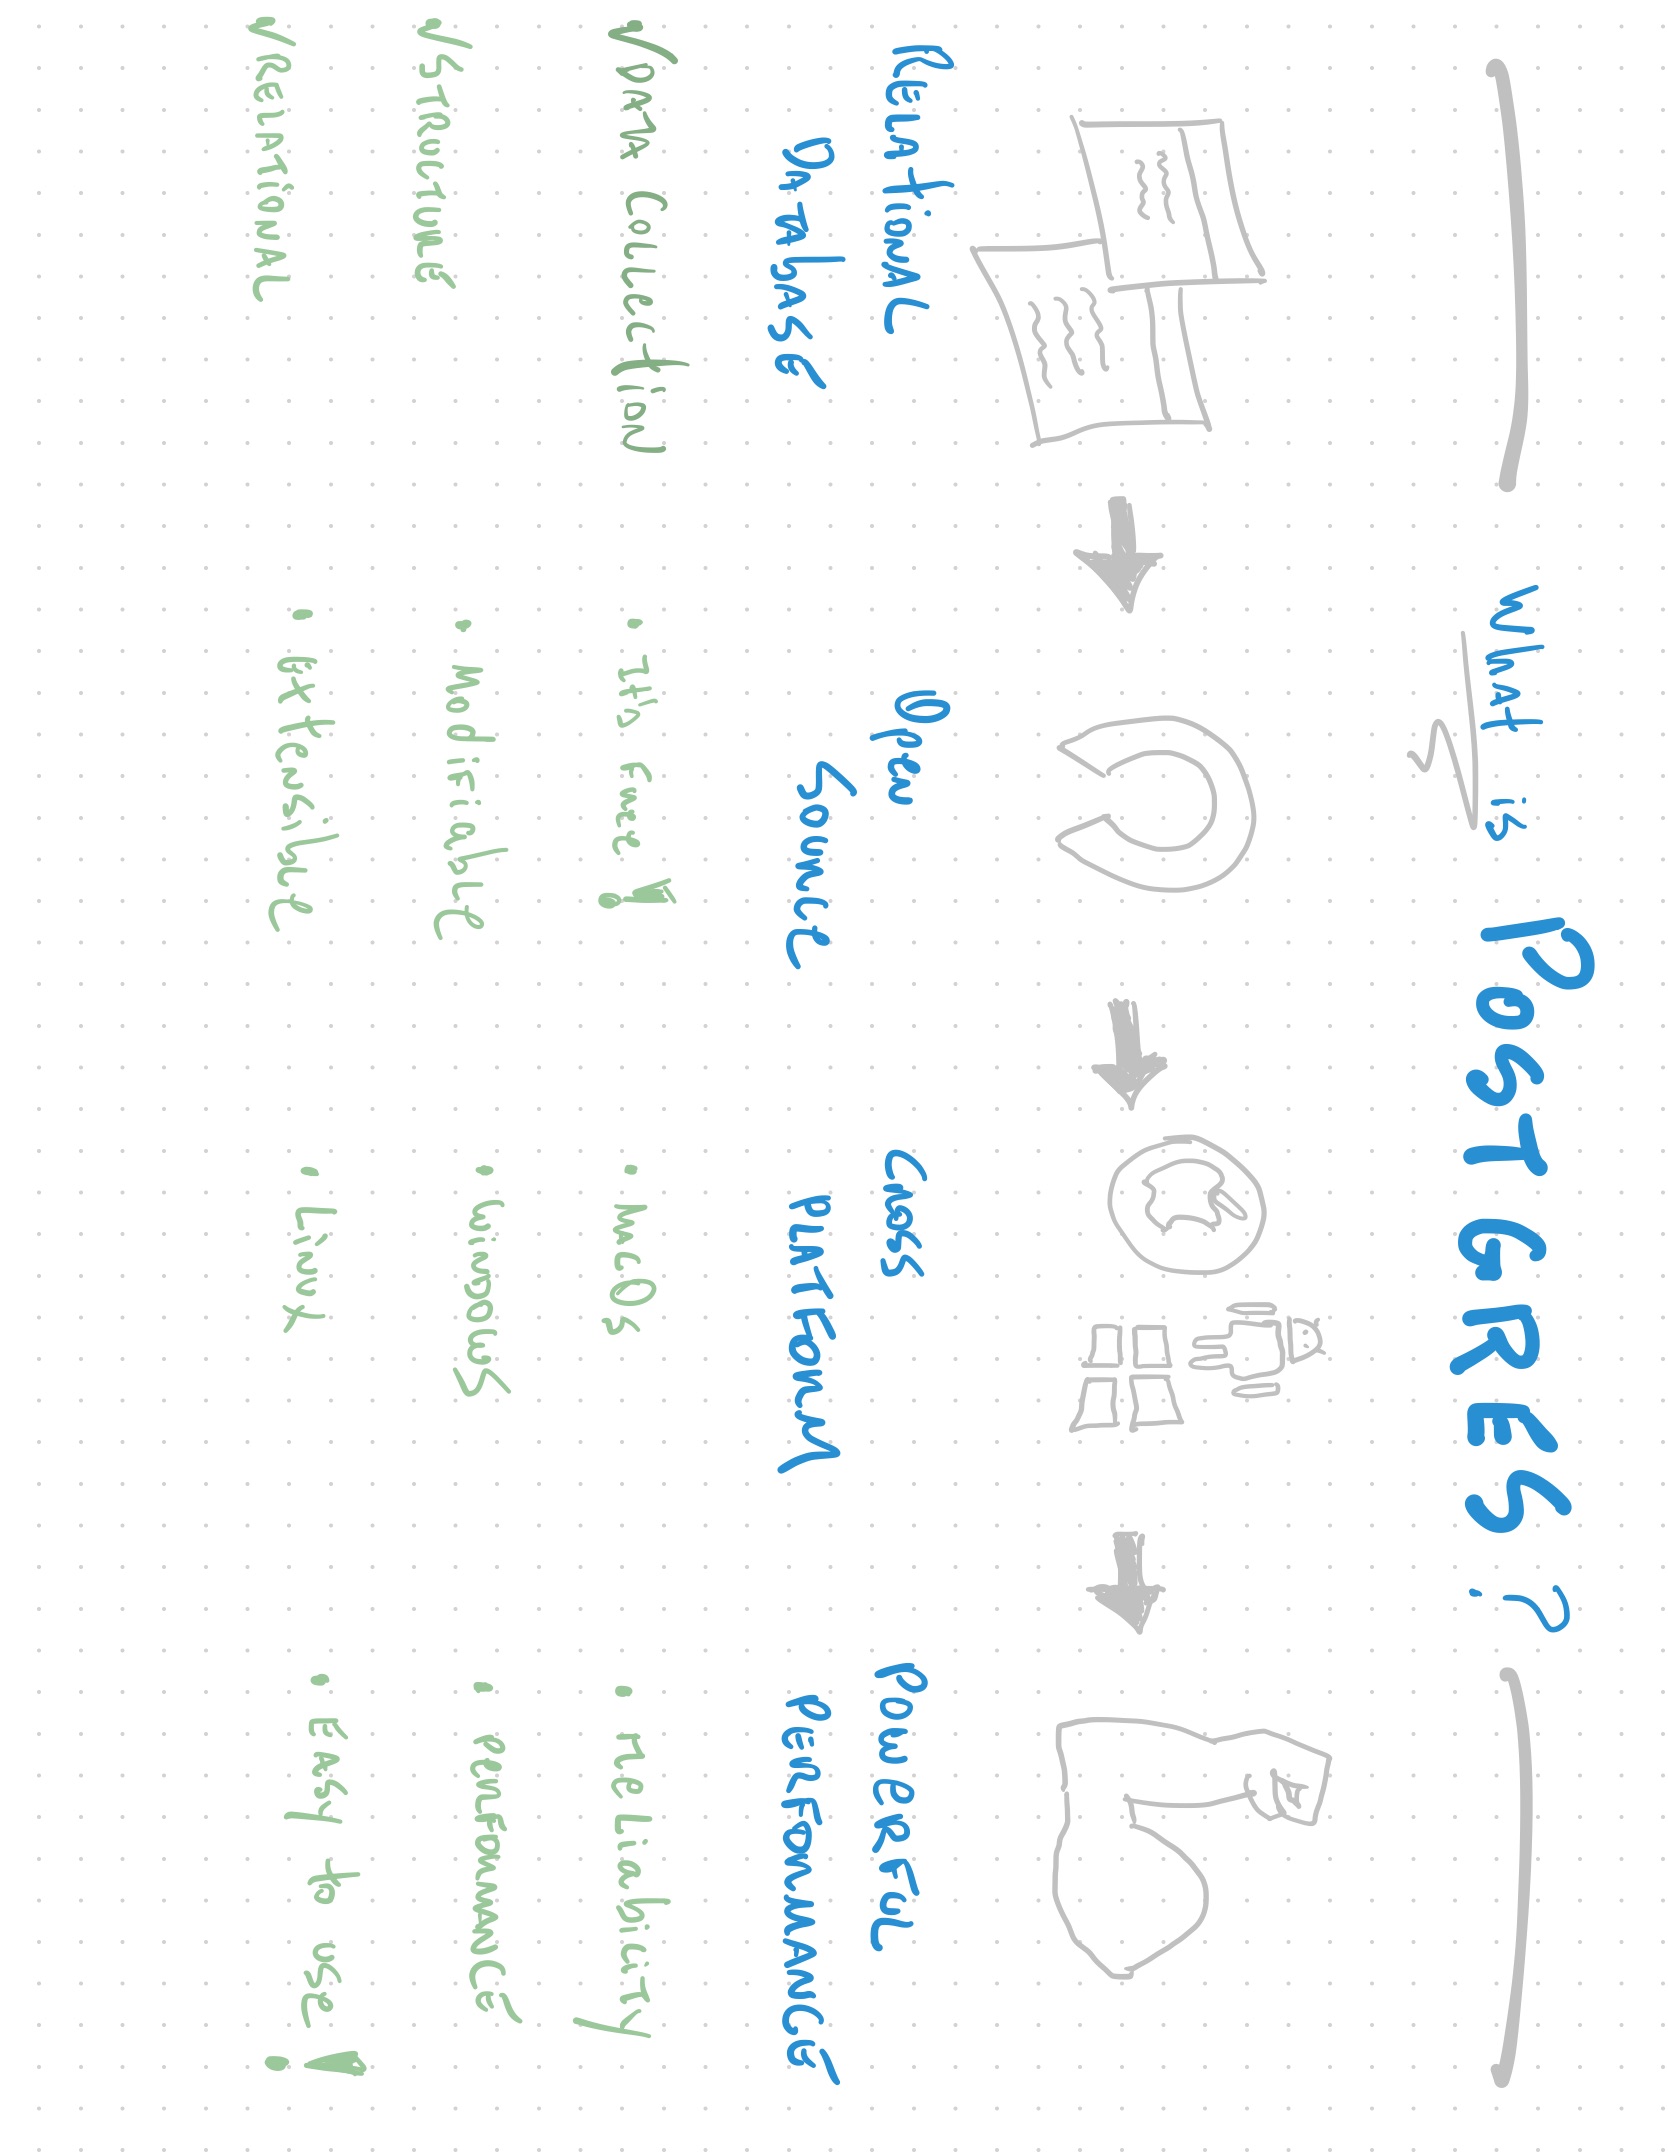 What is POSTGRES?
Relational
Database
Open
Source
Cross
PLATFORM
Powerful
PERFORMANCE
Data Collection
STRUCTURE
RELATIONAL
It's Free!
Modifiable
Extensible
MacOs
Windows
Linux
Reliability
PERFORMANCE
EASy to use!